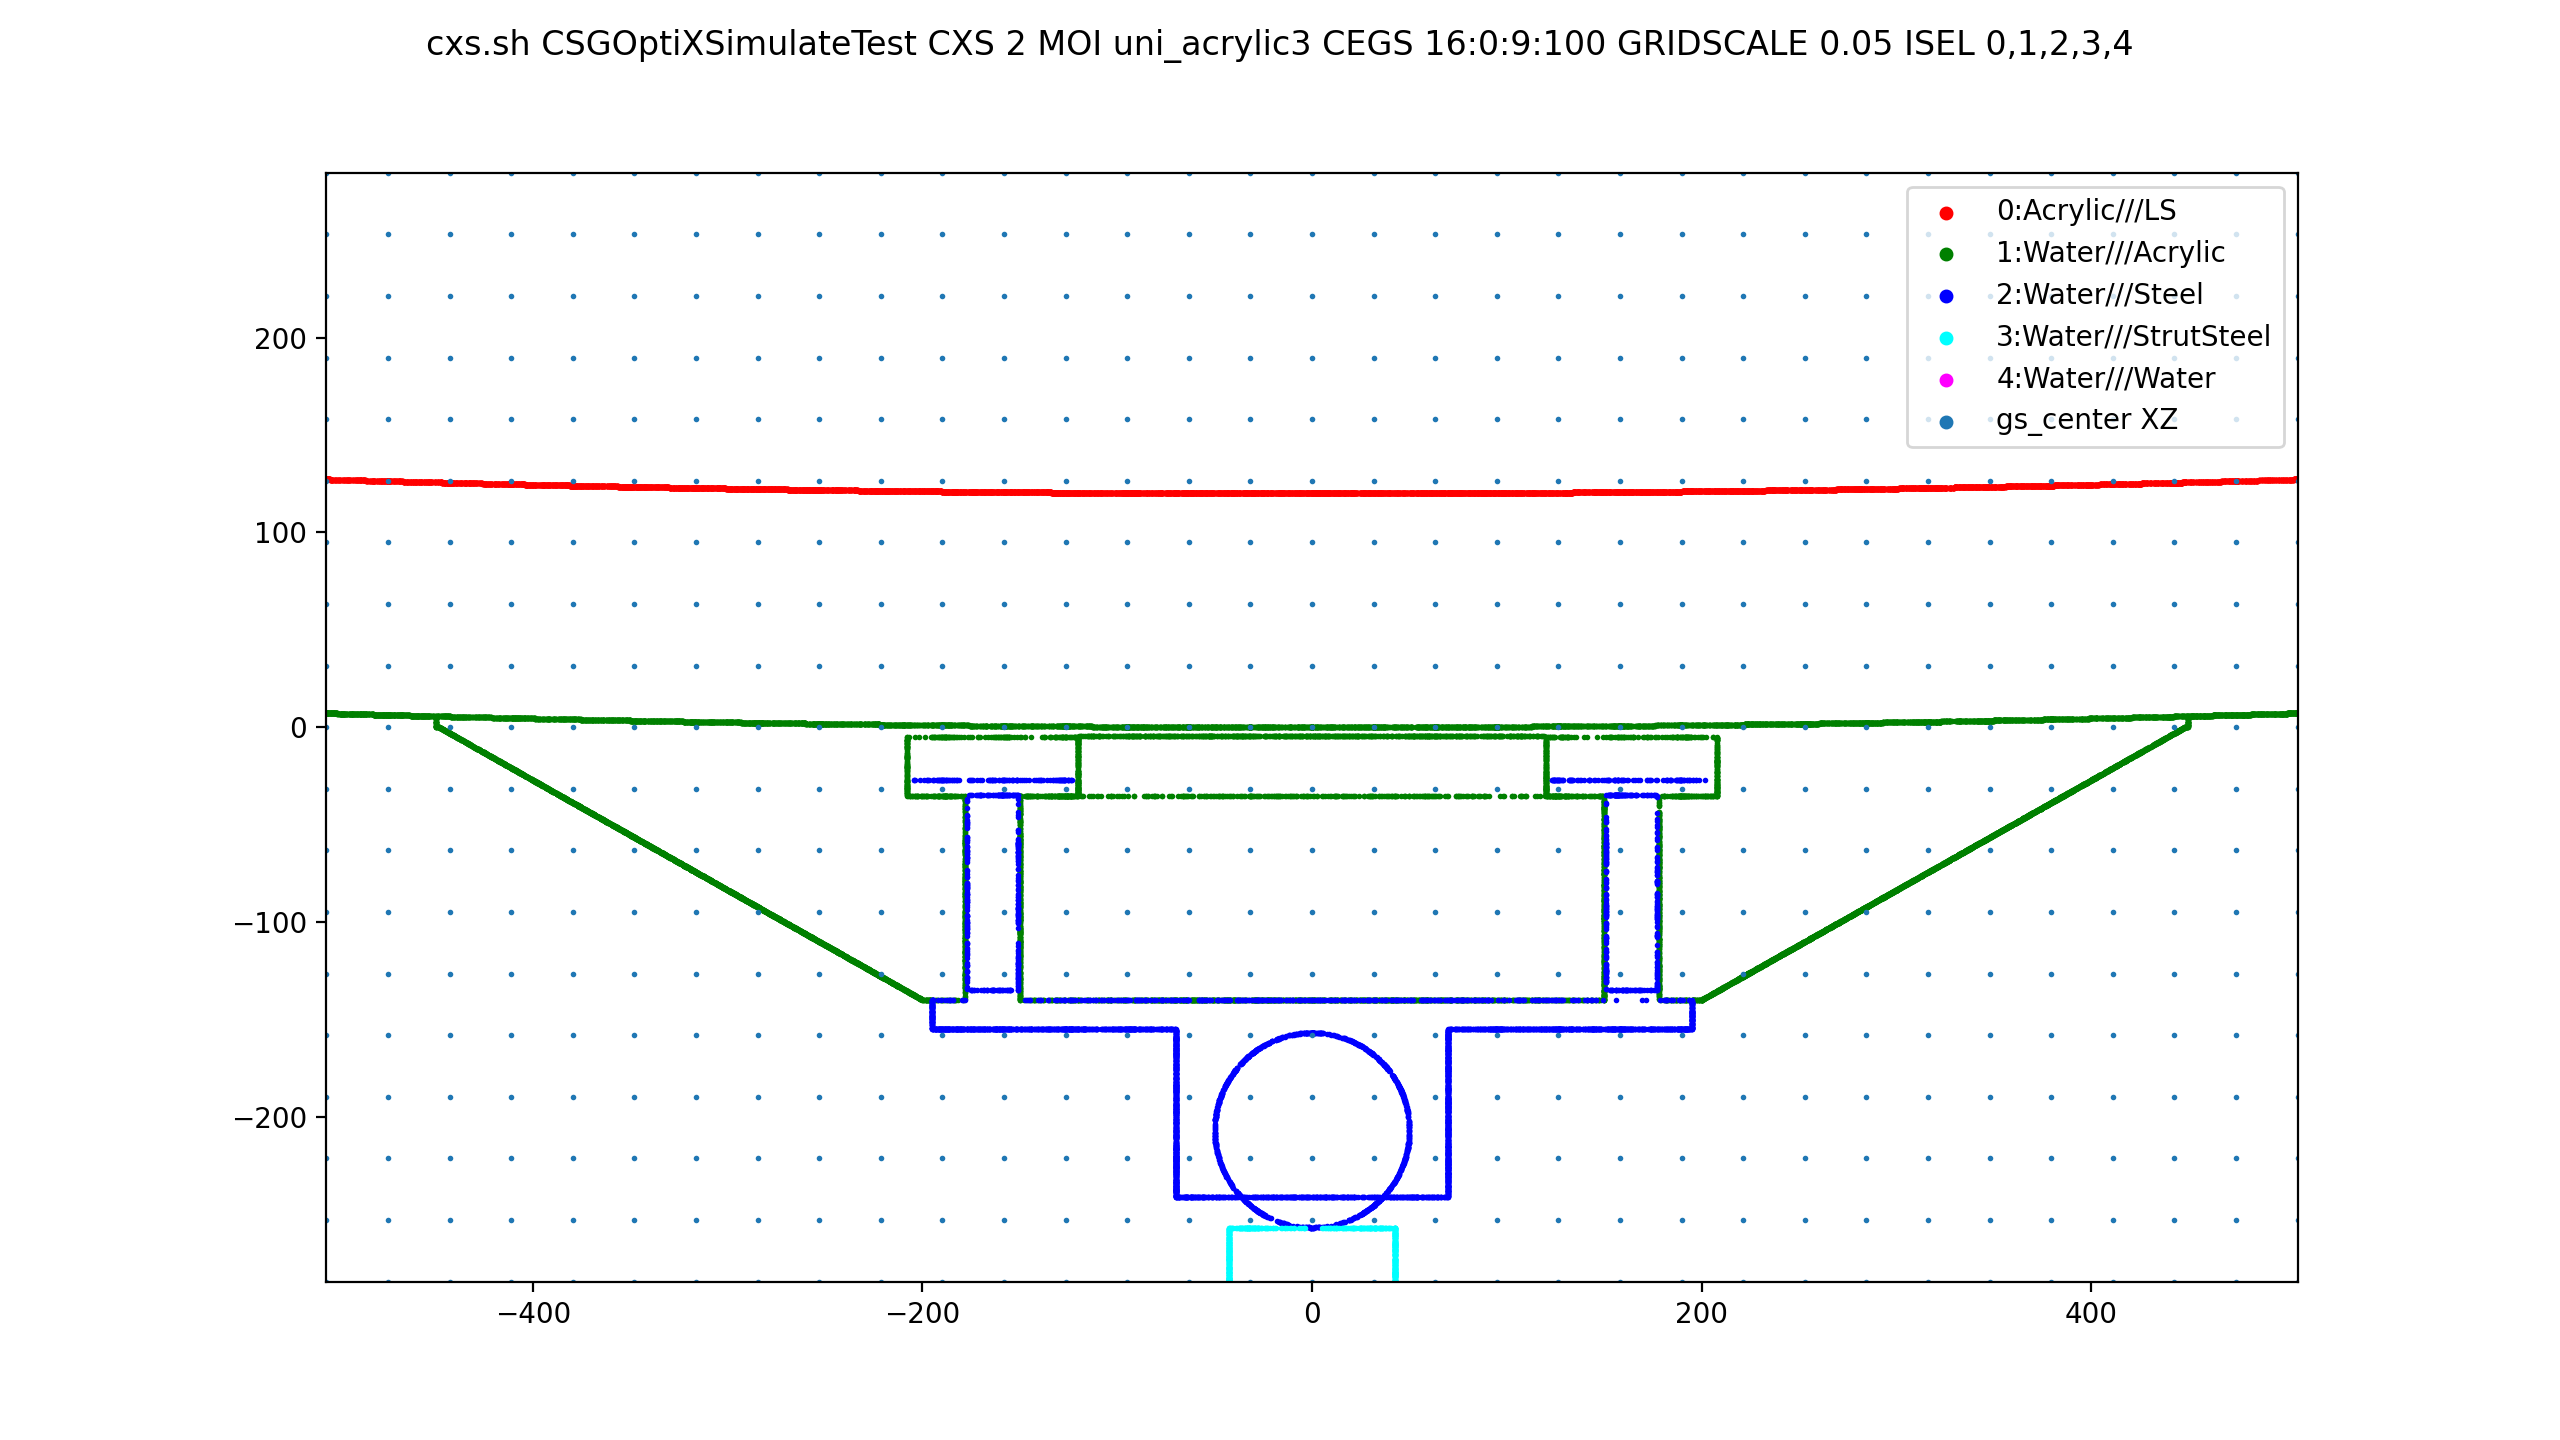 cxs.sh CSGOptiXSimulateTest CXS 2 MOI uni_acrylic3 CEGS 16:0:9:100 GRIDSCALE 0.05 ISEL 0,1,2,3,4
0:Acrylic///LS
1:Water///Acrylic
2:Water///Steel
3:Water///StrutSteel
4:Water///Water
gs_center XZ
200
100
0
−100
−200
−400
−200
0
200
400